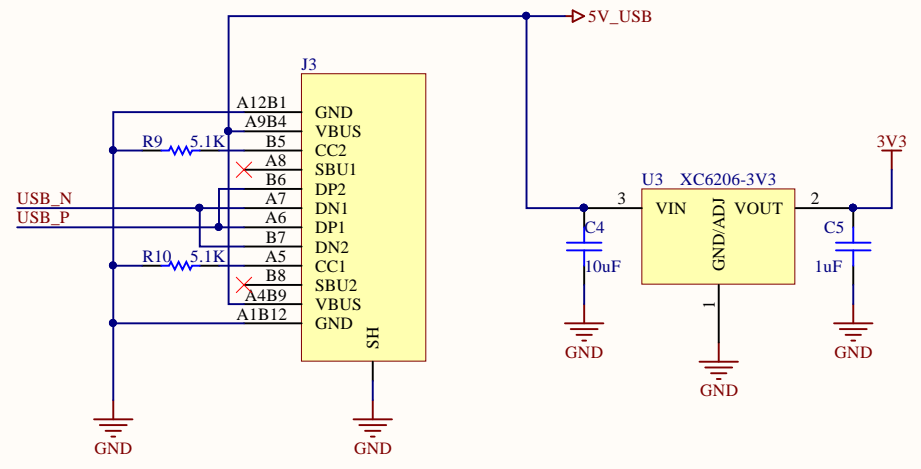 5V_USB
J3
A12B1 GND
A9B4 VBUS
R9 5.1K B5 CC2
A8 SBU1
B6 DP2
USB_N A7 DN1
USB_P A6 DP1
B7 DN2
R10 5.1K A5 CC1
B8 SBU2
A4B9 VBUS
A1B12 GND
SH
GND
GND
3V3
U3 XC6206-3V3
3 VIN VOUT 2
GND/ADJ
1
C4
10uF
C5
1uF
GND
GND
GND